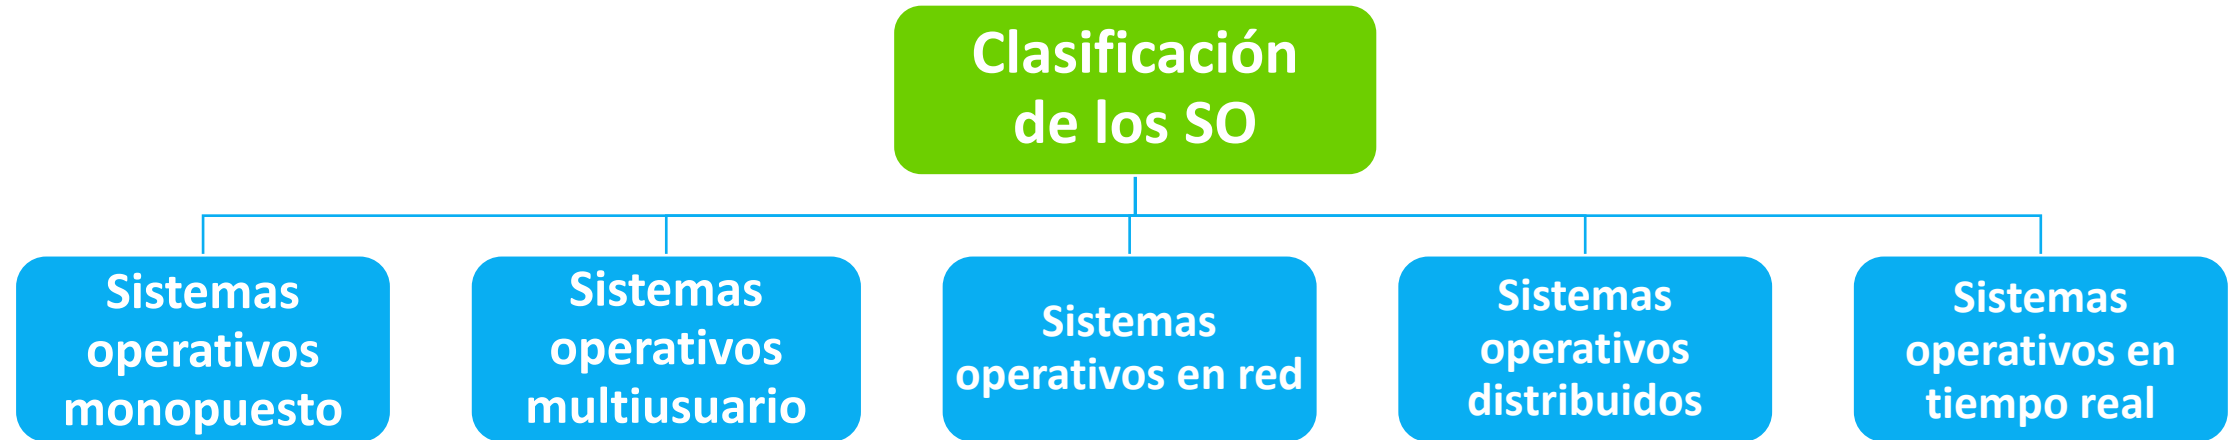 Clasificación
de los SO
Sistemas
operativos
monopuesto
Sistemas
operativos
multiusuario
Sistemas
operativos en red
Sistemas
operativos
distribuidos
Sistemas
operativos en
tiempo real